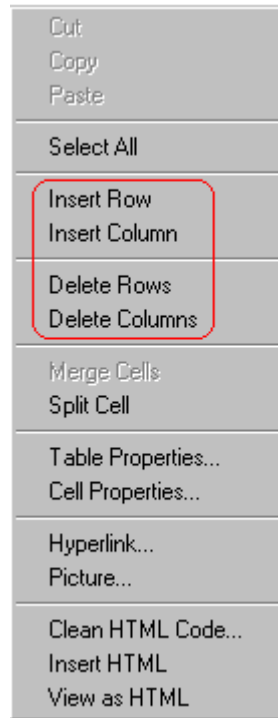 Cut
Copy
Paste
Select All
Insert Row
Insert Column
Delete Rows
Delete Columns
Merge Cells
Split Cell
Table Properties...
Cell Properties...
Hyperlink...
Picture...
Clean HTML Code...
Insert HTML
View as HTML